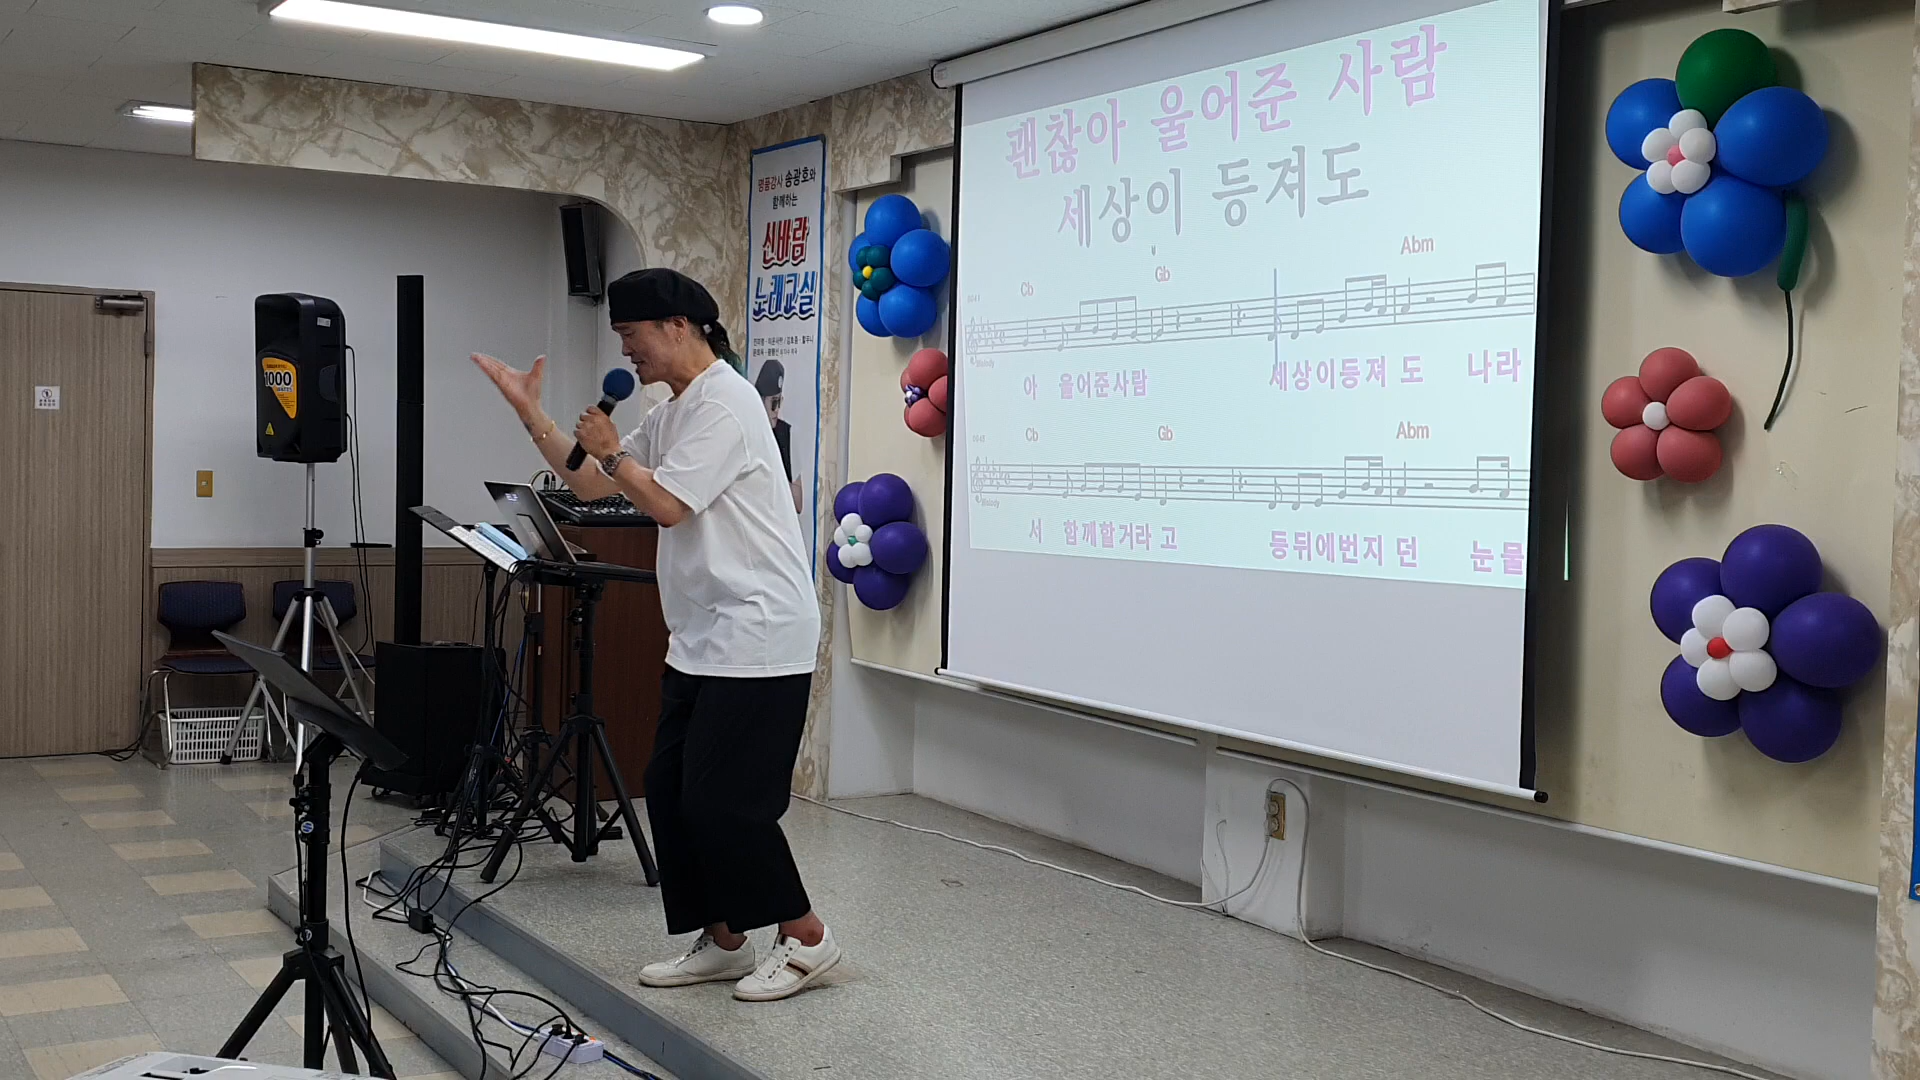 명품강사 송광호와
함께하는
신바람
노래교실
1000
괜찮아 울어준 사람
세상이 등져도
Cb Gb Abm
Melody
아 울어준사람 세상이등져 도 나라
Cb Gb Abm
Melody
서 함께할거라 고 등뒤에번지 던 눈물